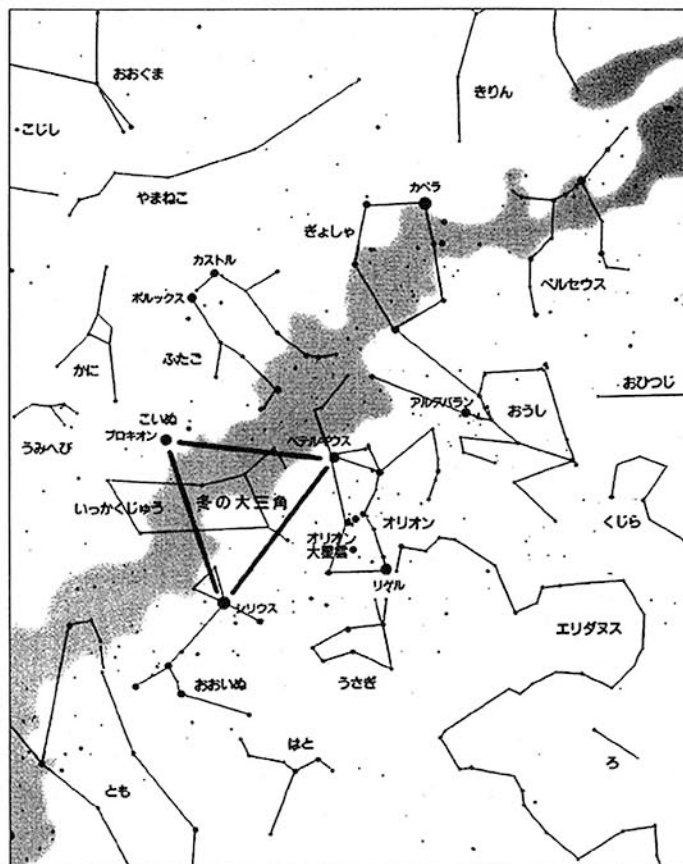 おおぐま
きりん
こじし
やまねこ
カペラ
ぎょしゃ
カストル
ポルックス
ペルセウス
ふたご
かに
おひつじ
アルデバラン
おうし
こいぬ
プロキオン
うみへび
ベテルギウス
いっかくじゅう
冬の大三角
くじら
オリオン
オリオン
大星雲
リゲル
シリウス
エリダヌス
うさぎ
おおいぬ
はと
ろ
とも